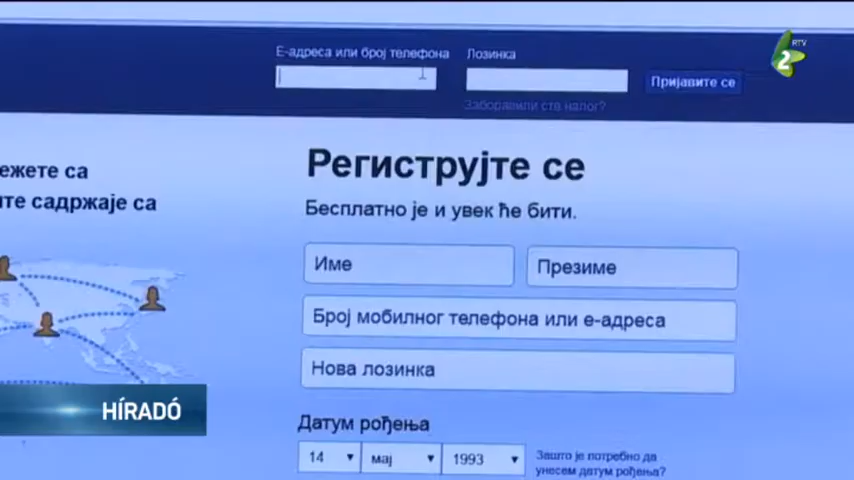 Е-адреса или број телефона
Лозинка
Пријавите се
Заборавили сте налог?
RTV
2
ежете са
те садржаје са
Региструјте се
Бесплатно је и увек ће бити.
Име
Презиме
Број мобилног телефона или е-адреса
Нова лозинка
HÍRADÓ
Датум рођења
14
мај
1993
Зашто је потребно да
унесем датум рођења?